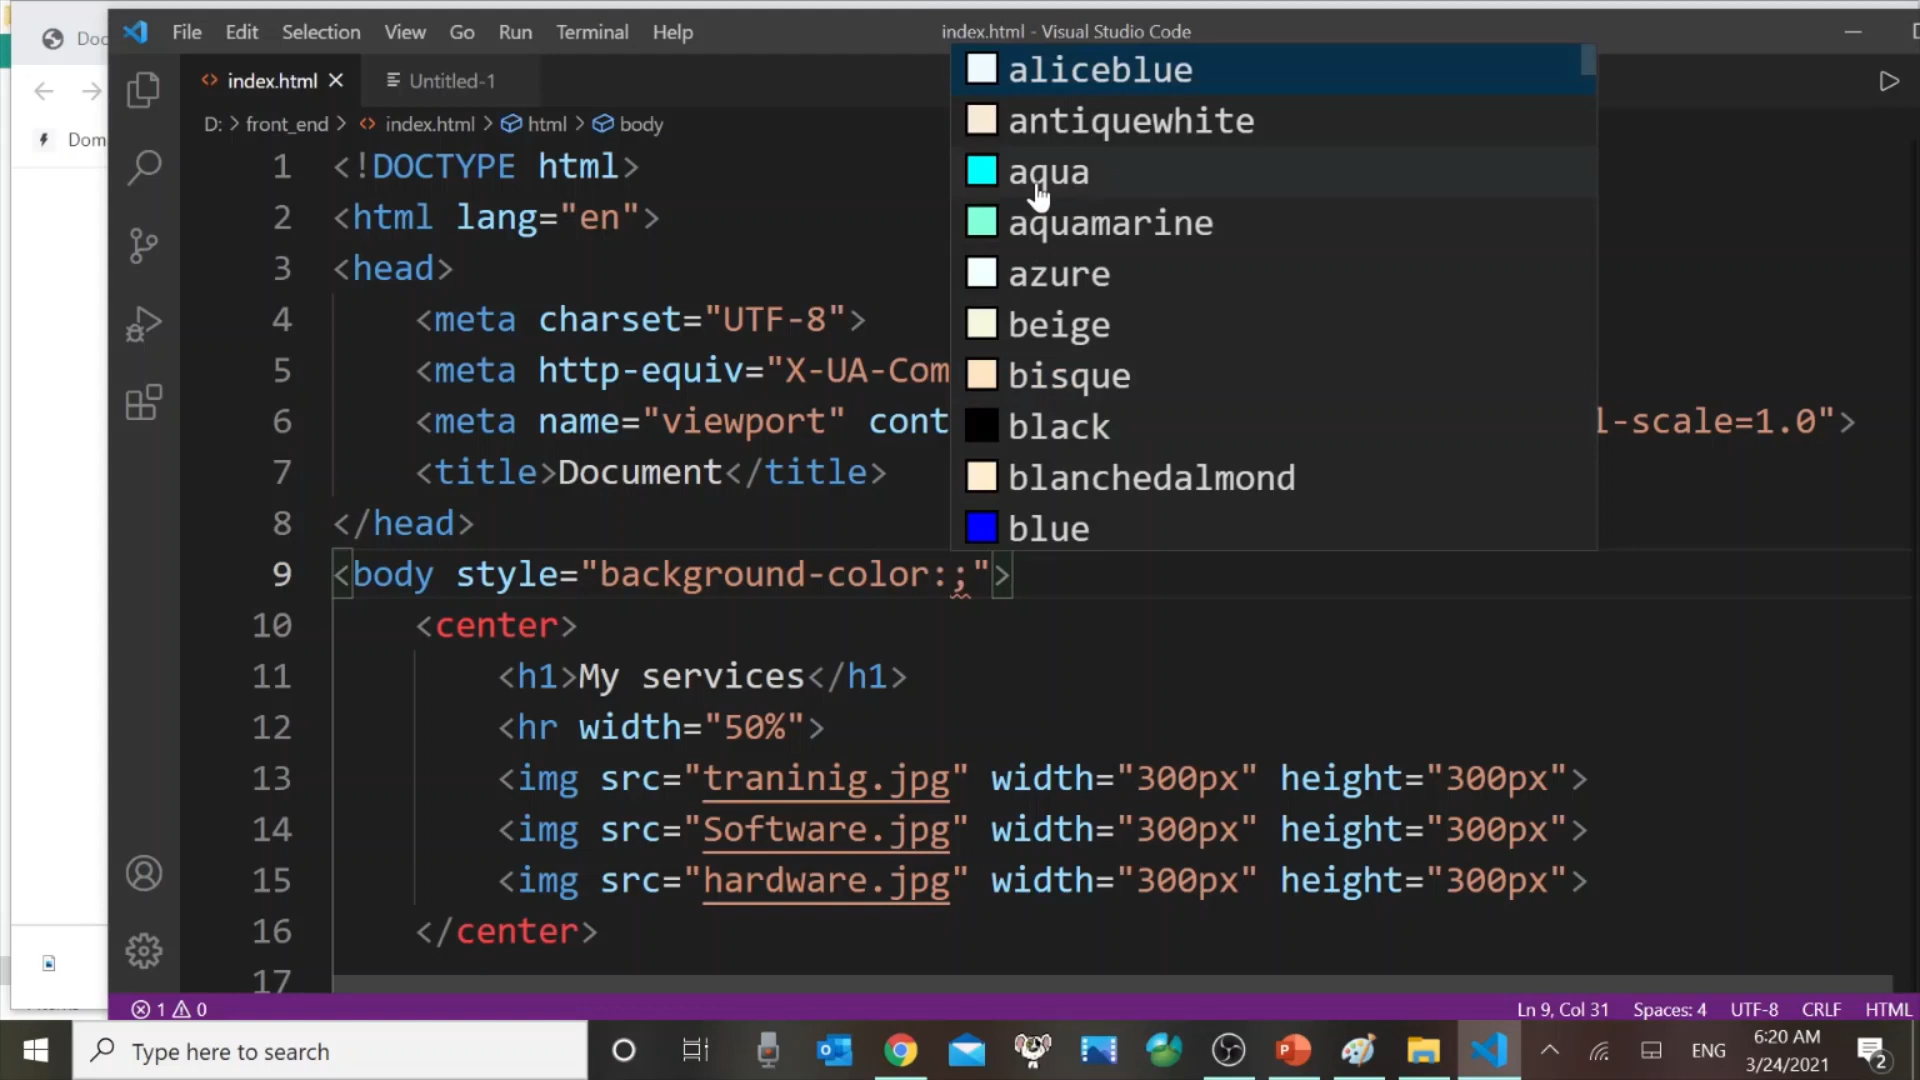 Doc
Dom
File Edit Selection View Go Run Terminal Help
index.html - Visual Studio Code
index.html
Untitled-1
D: > front_end > index.html > html > body
1 <!DOCTYPE html>
2 <html lang="en">
3 <head>
4 <meta charset="UTF-8">
5 <meta http-equiv="X-UA-Com
6 <meta name="viewport" cont l-scale=1.0">
7 <title>Document</title>
8 </head>
9 <body style="background-color:;">
10 <center>
11 <h1>My services</h1>
12 <hr width="50%">
13 <img src="traninig.jpg" width="300px" height="300px">
14 <img src="Software.jpg" width="300px" height="300px">
15 <img src="hardware.jpg" width="300px" height="300px">
16 </center>
17
aliceblue
antiquewhite
aqua
aquamarine
azure
beige
bisque
black
blanchedalmond
blue
1 0
Ln 9, Col 31 Spaces: 4 UTF-8 CRLF HTML
Type here to search
ENG
6:20 AM
3/24/2021
2